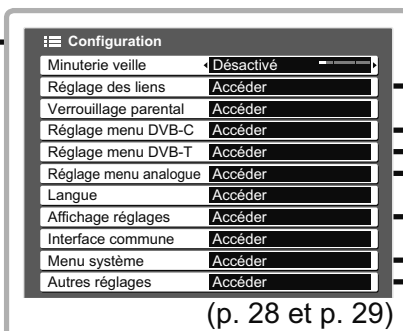 Configuration
Minuterie veille Désactivé
Réglage des liens Accéder
Verrouillage parental Accéder
Réglage menu DVB-C Accéder
Réglage menu DVB-T Accéder
Réglage menu analogue Accéder
Langue Accéder
Affichage réglages Accéder
Interface commune Accéder
Menu système Accéder
Autres réglages Accéder
(p. 28 et p. 29)